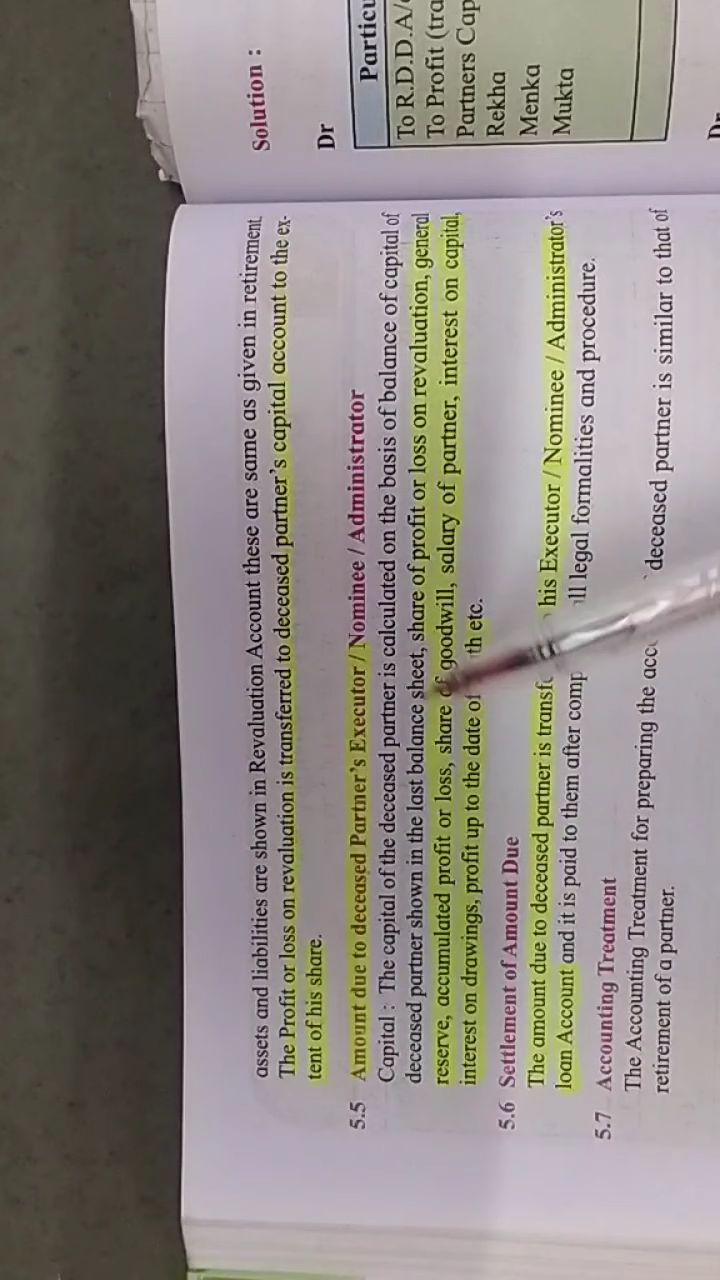 assets and liabilities are shown in Revaluation Account these are same as given in retirement.
The Profit or loss on revaluation is transferred to deceased partner's capital account to the ex-
tent of his share.
5.5 Amount due to deceased Partner's Executor / Nominee / Administrator
Capital : The capital of the deceased partner is calculated on the basis of balance of capital of
deceased partner shown in the last balance sheet, share of profit or loss on revaluation, general
reserve, accumulated profit or loss, share of goodwill, salary of partner, interest on capital,
interest on drawings, profit up to the date of th etc.
5.6 Settlement of Amount Due
The amount due to deceased partner is transf his Executor / Nominee / Administrator's
loan Account and it is paid to them after comp ll legal formalities and procedure.
5.7 Accounting Treatment
The Accounting Treatment for preparing the acc deceased partner is similar to that of
retirement of a partner.
Solution :
Dr
Particu
To R.D.D.A/
To Profit (tra
Partners Cap
Rekha
Menka
Mukta
Dr